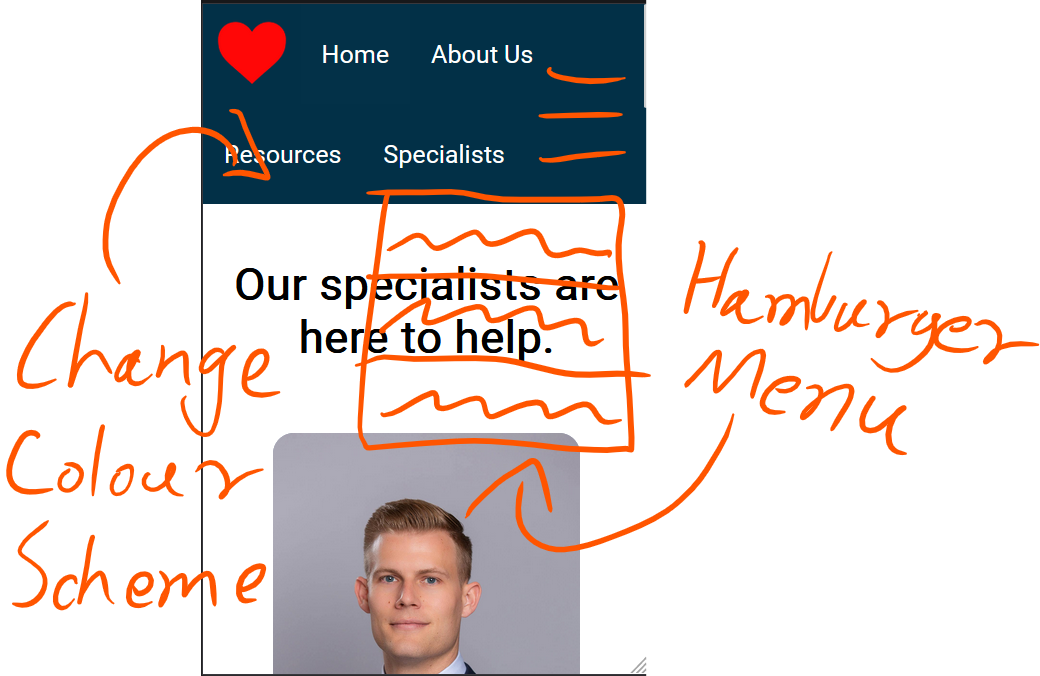 Home About Us
Resources Specialists
Our specialists are
here to help.
Change
Colour
Scheme
Hamburger
Menu